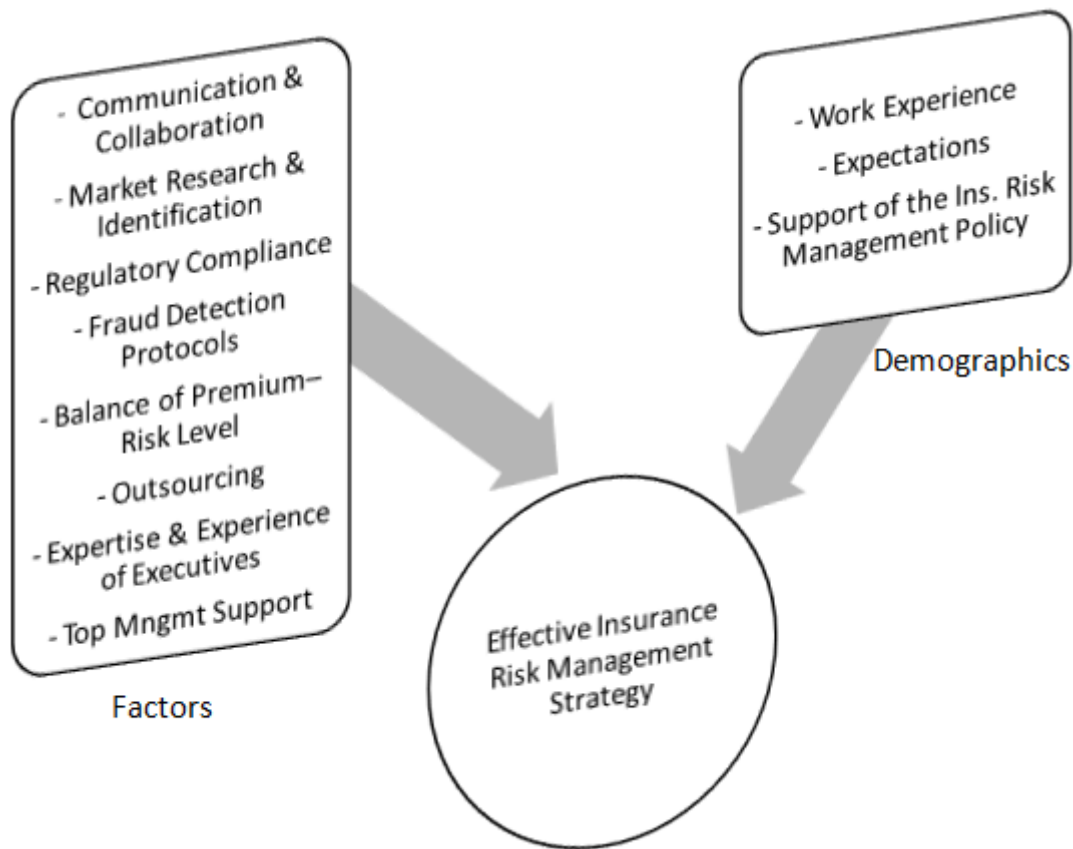 - Communication &
Collaboration
- Market Research &
Identification
- Regulatory Compliance
- Fraud Detection
Protocols
- Balance of Premium–
Risk Level
- Outsourcing
- Expertise & Experience
of Executives
- Top Mngmt Support
Factors
- Work Experience
- Expectations
- Support of the Ins. Risk
Management Policy
Demographics
Effective Insurance
Risk Management
Strategy